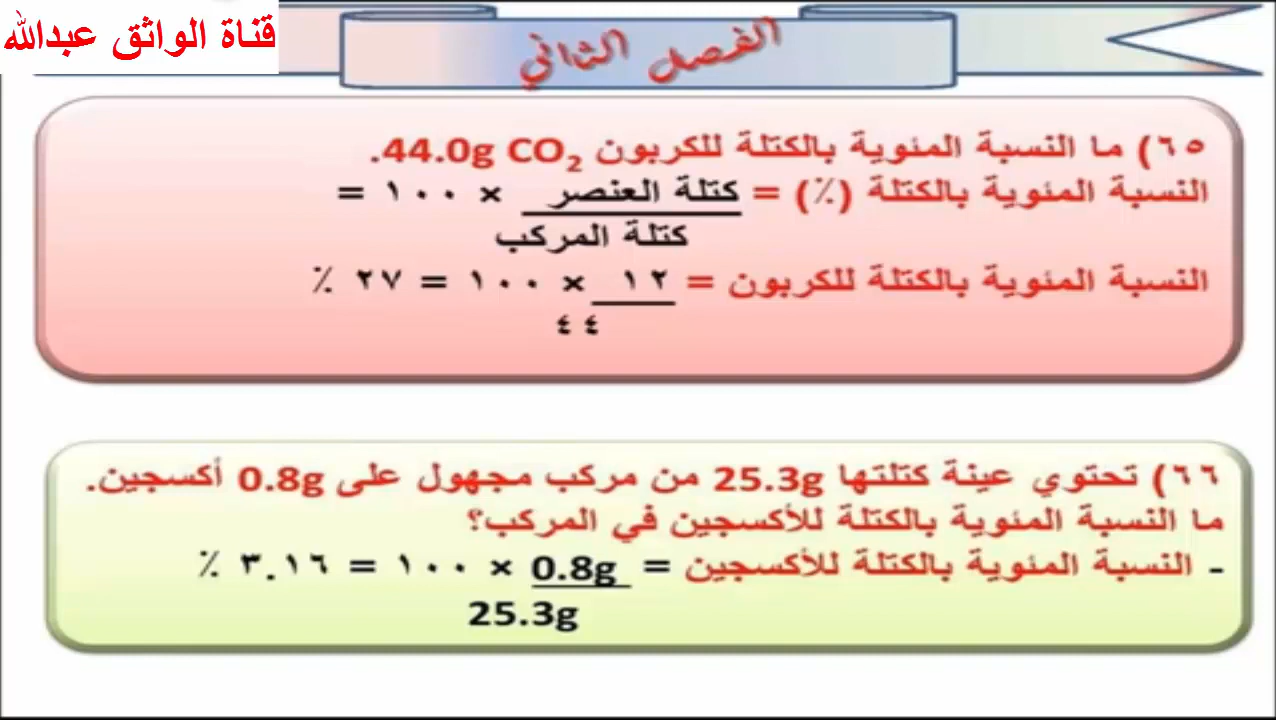 قناة الواثق عبدالله
الفصل الثاني
٦٥) ما النسبة المئوية بالكتلة للكربون 44.0g CO₂.
النسبة المئوية بالكتلة (٪) = كتلة العنصر × ١٠٠ =
كتلة المركب
النسبة المئوية بالكتلة للكربون = ١٢ × ١٠٠ = ٢٧ ٪
٤٤
٦٦) تحتوي عينة كتلتها 25.3g من مركب مجهول على 0.8g أكسجين.
ما النسبة المئوية بالكتلة للأكسجين في المركب؟
- النسبة المئوية بالكتلة للأكسجين = 0.8g × ١٠٠ = ٣.١٦ ٪
25.3g